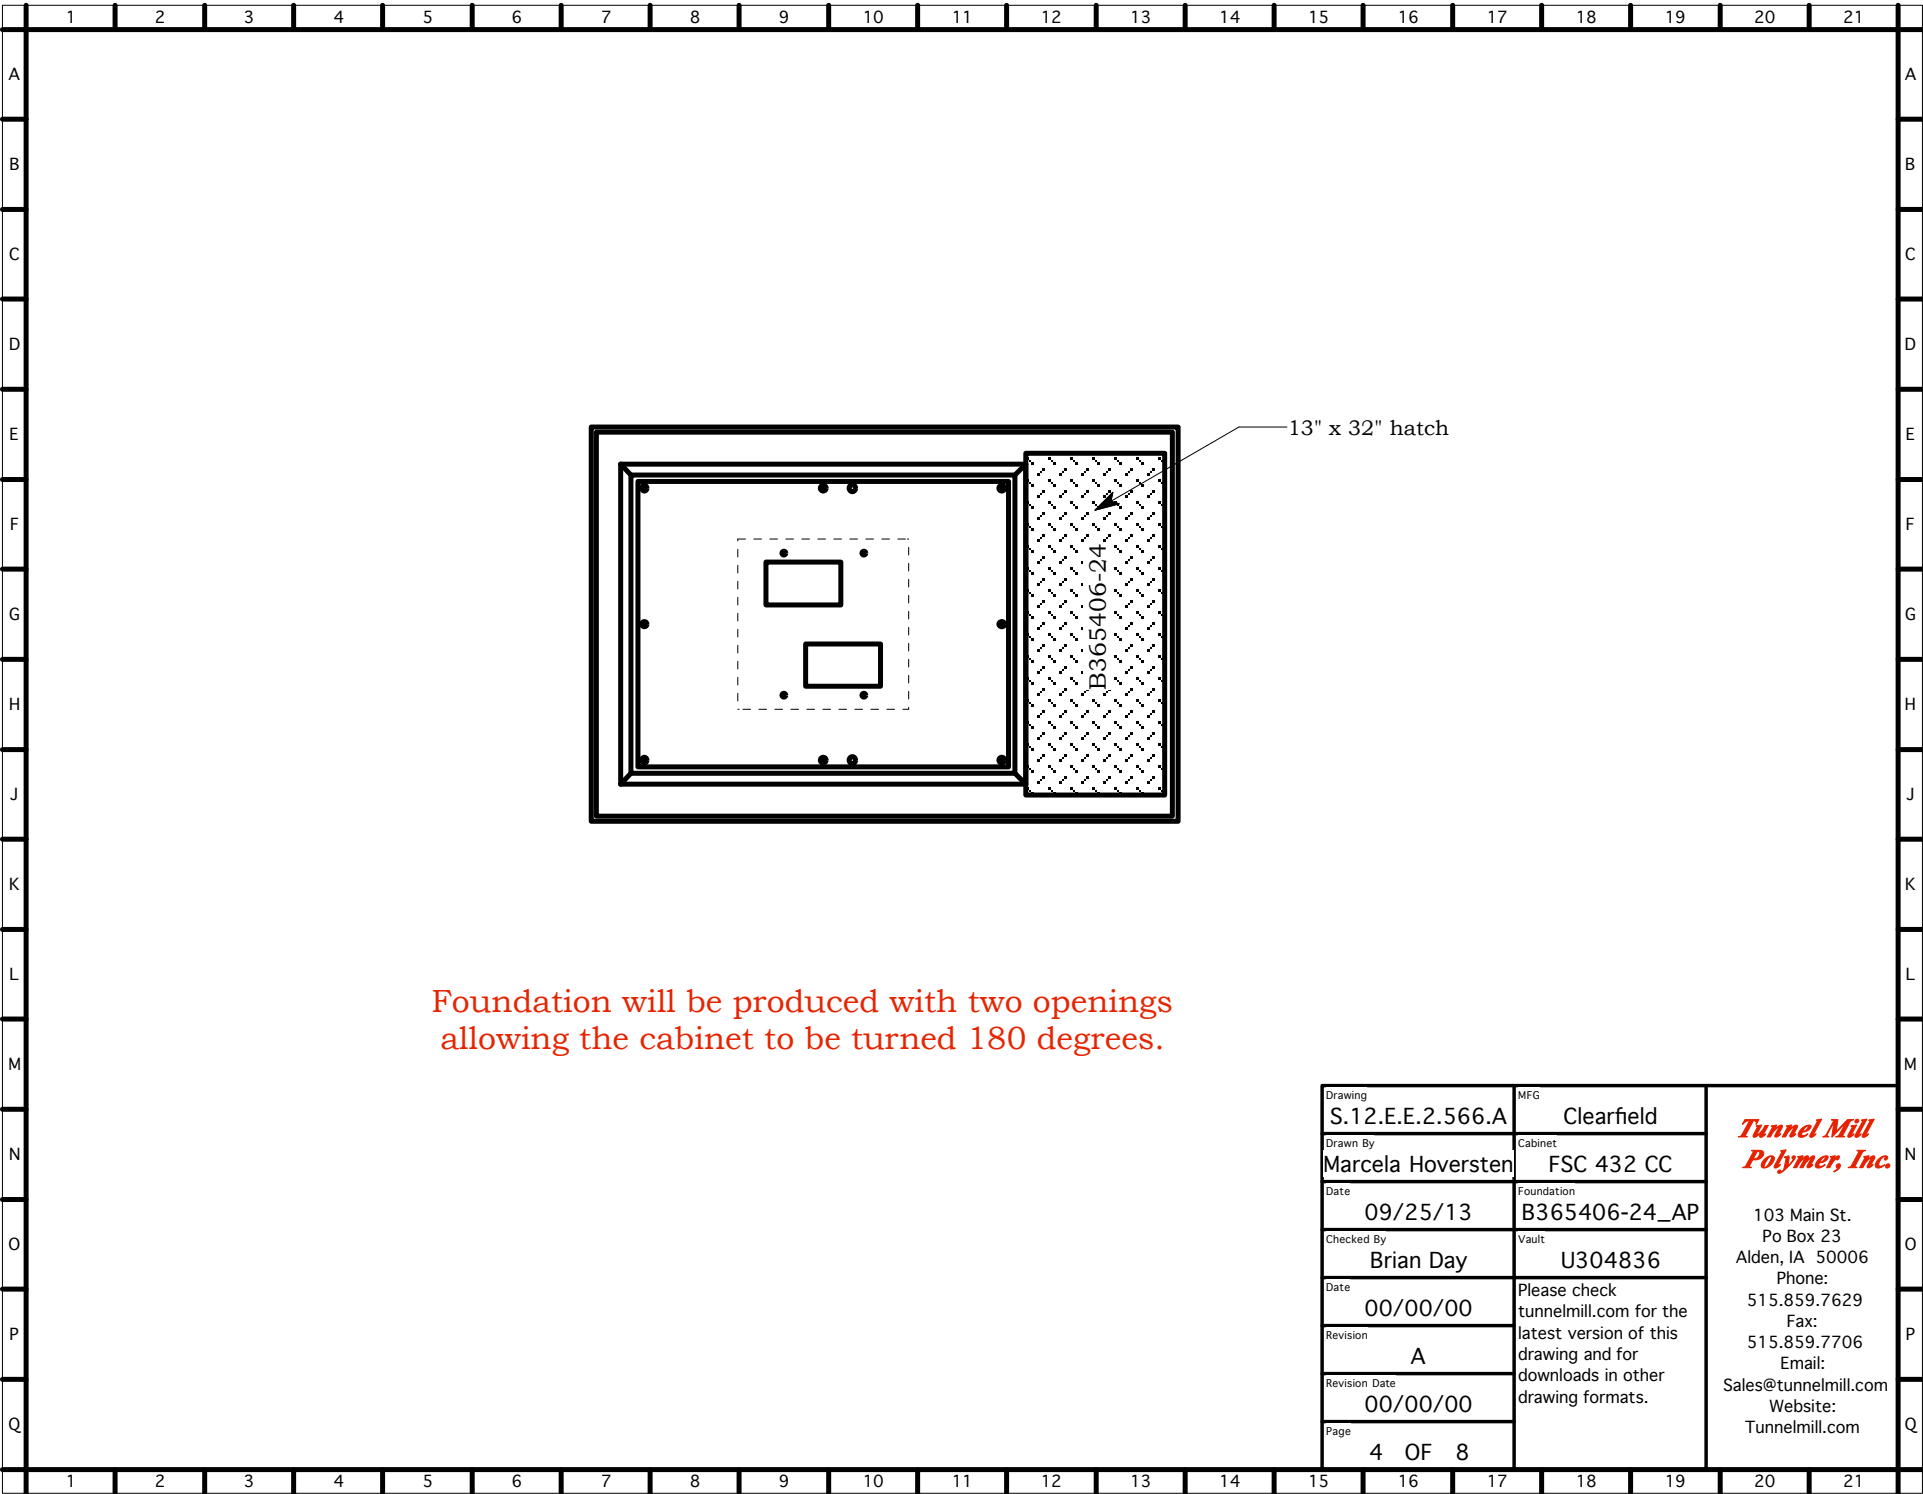 1 2 3 4 5 6 7 8 9 10 11 12 13 14 15 16 17 18 19 20 21
A A
B B
C C
D D
E E
13" x 32" hatch
F F
B365406-24
G G
H H
J J
K K
L L
Foundation will be produced with two openings
allowing the cabinet to be turned 180 degrees.
M M
N N
O O
P P
Q Q
Drawing
S.12.E.E.2.566.A
MFG
Clearfield
Drawn By
Marcela Hoversten
Cabinet
FSC 432 CC
Date
09/25/13
Foundation
B365406-24_AP
Checked By
Brian Day
Vault
U304836
Date
00/00/00
Revision
A
Revision Date
00/00/00
Page
4 OF 8
Please check
tunnelmill.com for the
latest version of this
drawing and for
downloads in other
drawing formats.
Tunnel Mill
Polymer, Inc.
103 Main St.
Po Box 23
Alden, IA 50006
Phone:
515.859.7629
Fax:
515.859.7706
Email:
Sales@tunnelmill.com
Website:
Tunnelmill.com
1 2 3 4 5 6 7 8 9 10 11 12 13 14 15 16 17 18 19 20 21